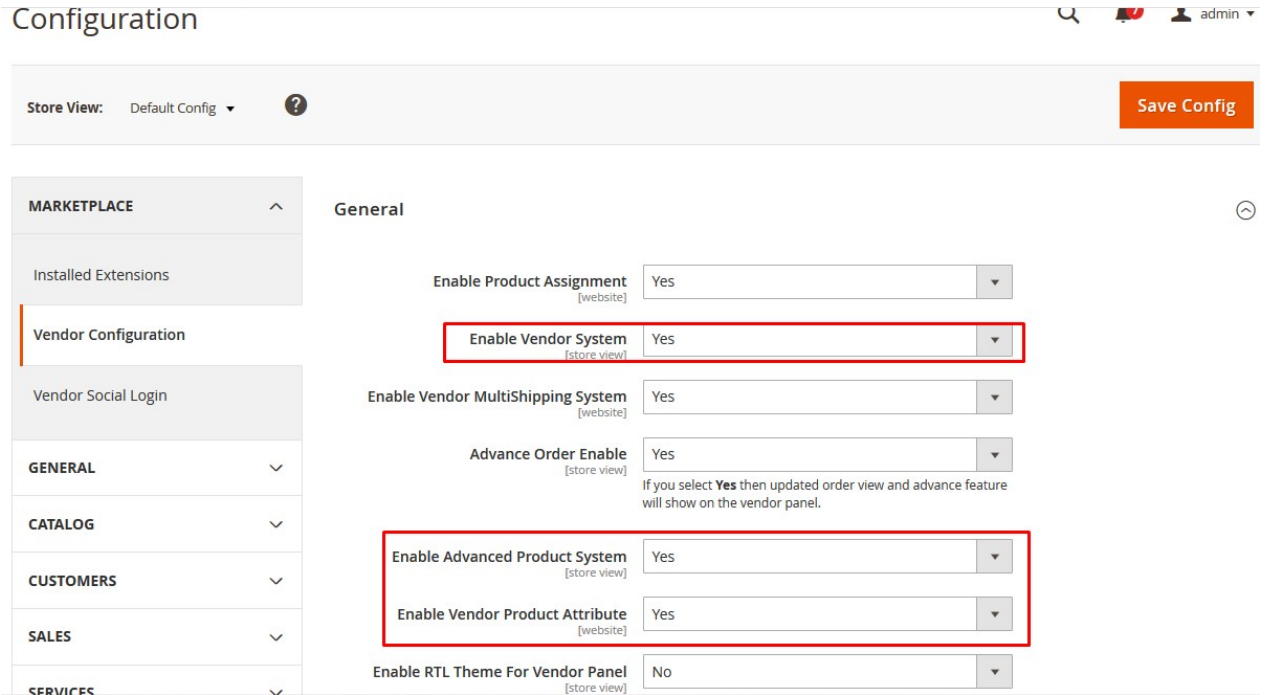 Configuration
7
admin
Store View: Default Config
?
Save Config
MARKETPLACE
Installed Extensions
Vendor Configuration
Vendor Social Login
GENERAL
CATALOG
CUSTOMERS
SALES
SERVICES
General
Enable Product Assignment Yes
[website]
Enable Vendor System Yes
[store view]
Enable Vendor MultiShipping System Yes
[website]
Advance Order Enable Yes
[store view]
If you select Yes then updated order view and advance feature
will show on the vendor panel.
Enable Advanced Product System Yes
[store view]
Enable Vendor Product Attribute Yes
[website]
Enable RTL Theme For Vendor Panel No
[store view]